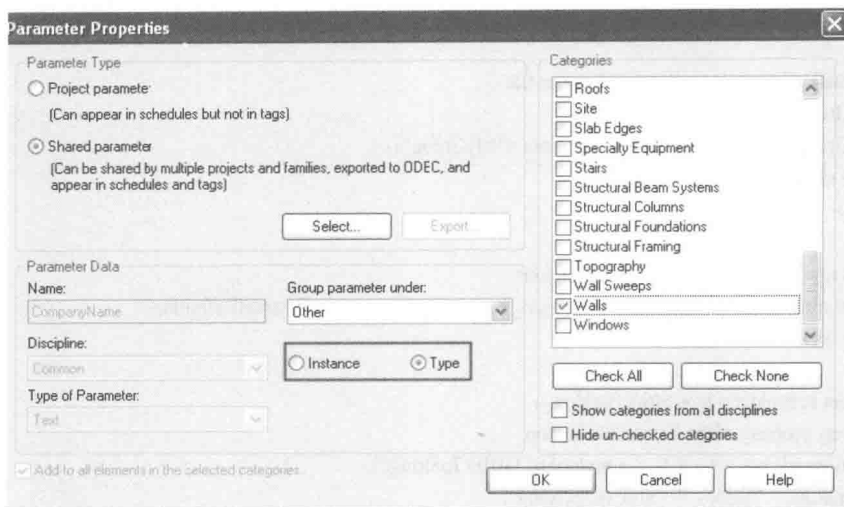 Parameter Properties
Parameter Type
Project paramete
(Can appear in schedules but not in tags)
Shared parameter
(Can be shared by multiple projects and families, exported to ODEC, and
appear in schedules and tags)
Select...
Export...
Parameter Data
Name:
CompanyName
Group parameter under:
Other
Discipline:
Common
Instance
Type
Type of Parameter:
Text
Add to all elements in the selected categories.
Categories
Roofs
Site
Slab Edges
Specialty Equipment
Stairs
Structural Beam Systems
Structural Columns
Structural Foundations
Structural Framing
Topography
Wall Sweeps
Walls
Windows
Check All
Check None
Show categories from al disciplines
Hide un-checked categories
OK
Cancel
Help